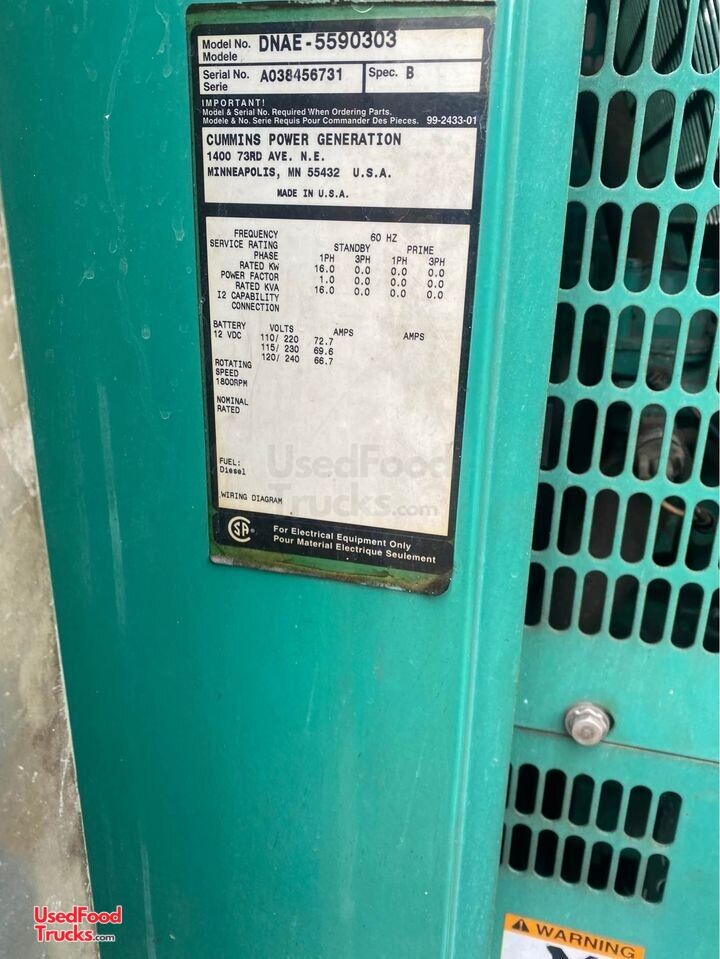 Model No. DNAE-5590303
Modele
Serial No. A038456731 Spec. B
Serie
IMPORTANT!
Model & Serial No. Required When Ordering Parts.
Modele & No. Serie Requis Pour Commander Des Pieces. 99-2433-01
CUMMINS POWER GENERATION
1400 73RD AVE. N.E.
MINNEAPOLIS, MN 55432 U.S.A.
MADE IN U.S.A.
FREQUENCY 60 HZ
SERVICE RATING STANDBY PRIME
PHASE 1PH 3PH 1PH 3PH
RATED KW 16.0 0.0 0.0 0.0
POWER FACTOR 1.0 0.0 0.0 0.0
RATED KVA 16.0 0.0 0.0 0.0
I2 CAPABILITY
CONNECTION
BATTERY VOLTS AMPS AMPS
12 VDC 110/ 220 72.7
115/ 230 69.6
120/ 240 66.7
ROTATING
SPEED
1800RPM
NOMINAL
RATED
FUEL:
Diesel
WIRING DIAGRAM
UsedFood
Trucks.com
CSA®
For Electrical Equipment Only
Pour Material Electrique Seulement
UsedFood
Trucks.com
WARNING